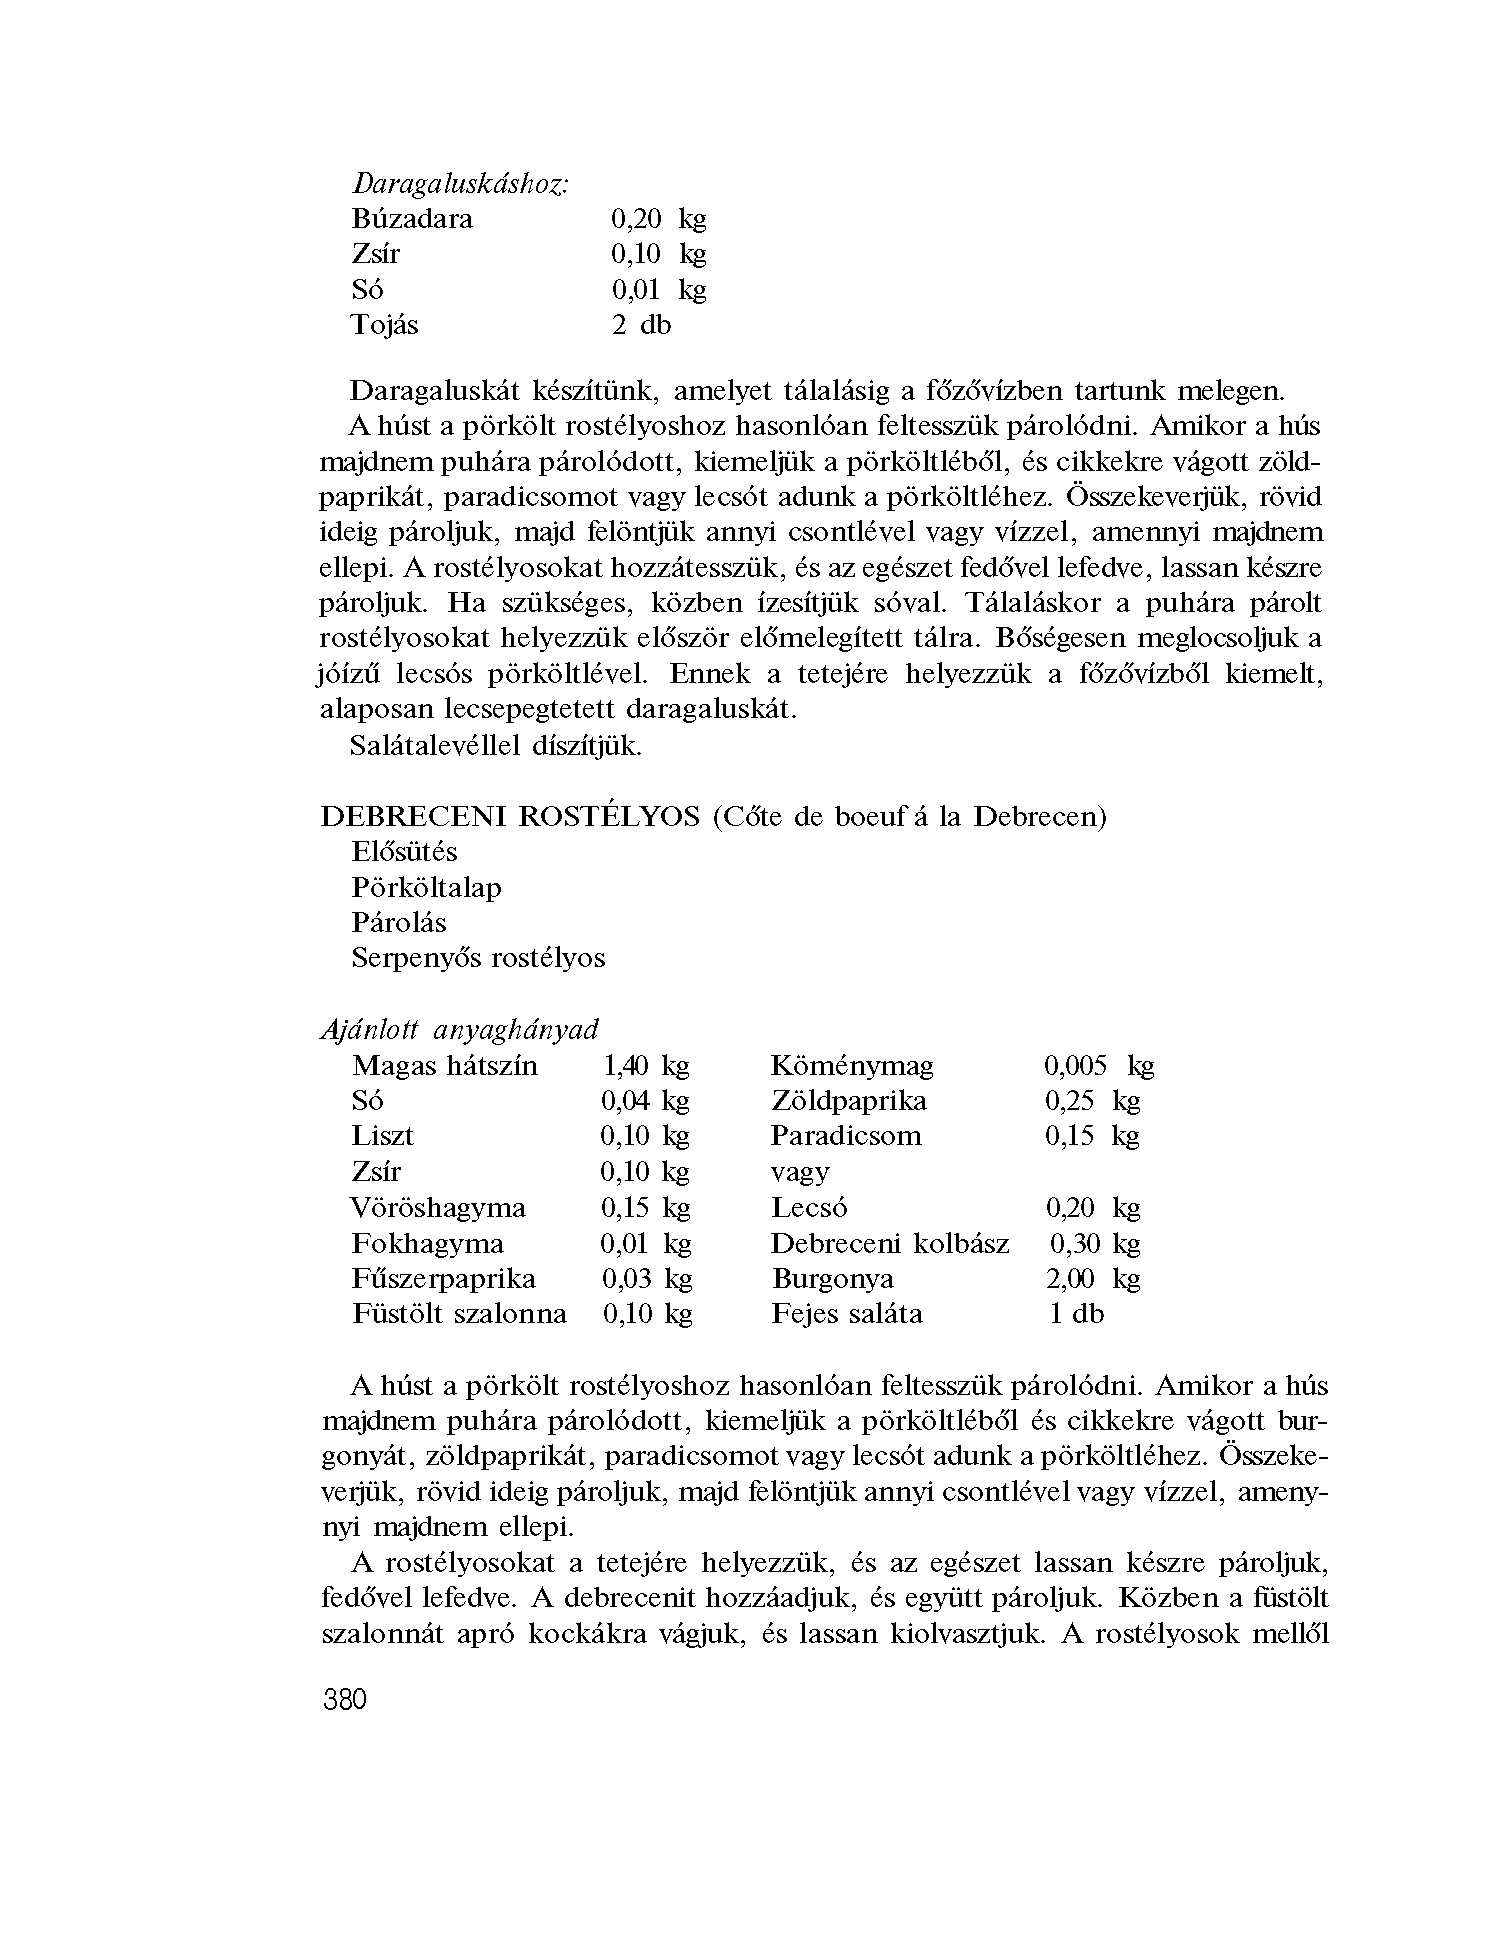 Daragaluskáshoz:
Búzadara 0,20 kg
Zsír 0,10 kg
Só 0,01 kg
Tojás 2 db
Daragaluskát készítünk, amelyet tálalásig a főzővízben tartunk melegen.
A húst a pörkölt rostélyoshoz hasonlóan feltesszük párolódni. Amikor a hús
majdnem puhára párolódott, kiemeljük a pörköltléből, és cikkekre vágott zöld-
paprikát, paradicsomot vagy lecsót adunk a pörköltléhez. Összekeverjük, rövid
ideig pároljuk, majd felöntjük annyi csontlével vagy vízzel, amennyi majdnem
ellepi. A rostélyosokat hozzátesszük, és az egészet fedővel lefedve, lassan készre
pároljuk. Ha szükséges, közben ízesítjük sóval. Tálaláskor a puhára párolt
rostélyosokat helyezzük először előmelegített tálra. Bőségesen meglocsoljuk a
jóízű lecsós pörköltlével. Ennek a tetejére helyezzük a főzővízből kiemelt,
alaposan lecsepegtetett daragaluskát.
Salátalevéllel díszítjük.
DEBRECENI ROSTÉLYOS (Cőte de boeuf á la Debrecen)
Elősütés
Pörköltalap
Párolás
Serpenyős rostélyos
Ajánlott anyaghányad
Magas hátszín 1,40 kg Köménymag 0,005 kg
Só 0,04 kg Zöldpaprika 0,25 kg
Liszt 0,10 kg Paradicsom 0,15 kg
Zsír 0,10 kg vagy
Vöröshagyma 0,15 kg Lecsó 0,20 kg
Fokhagyma 0,01 kg Debreceni kolbász 0,30 kg
Fűszerpaprika 0,03 kg Burgonya 2,00 kg
Füstölt szalonna 0,10 kg Fejes saláta 1 db
A húst a pörkölt rostélyoshoz hasonlóan feltesszük párolódni. Amikor a hús
majdnem puhára párolódott, kiemeljük a pörköltléből és cikkekre vágott bur-
gonyát, zöldpaprikát, paradicsomot vagy lecsót adunk a pörköltléhez. Összeke-
verjük, rövid ideig pároljuk, majd felöntjük annyi csontlével vagy vízzel, ameny-
nyi majdnem ellepi.
A rostélyosokat a tetejére helyezzük, és az egészet lassan készre pároljuk,
fedővel lefedve. A debrecenit hozzáadjuk, és együtt pároljuk. Közben a füstölt
szalonnát apró kockákra vágjuk, és lassan kiolvasztjuk. A rostélyosok mellől
380